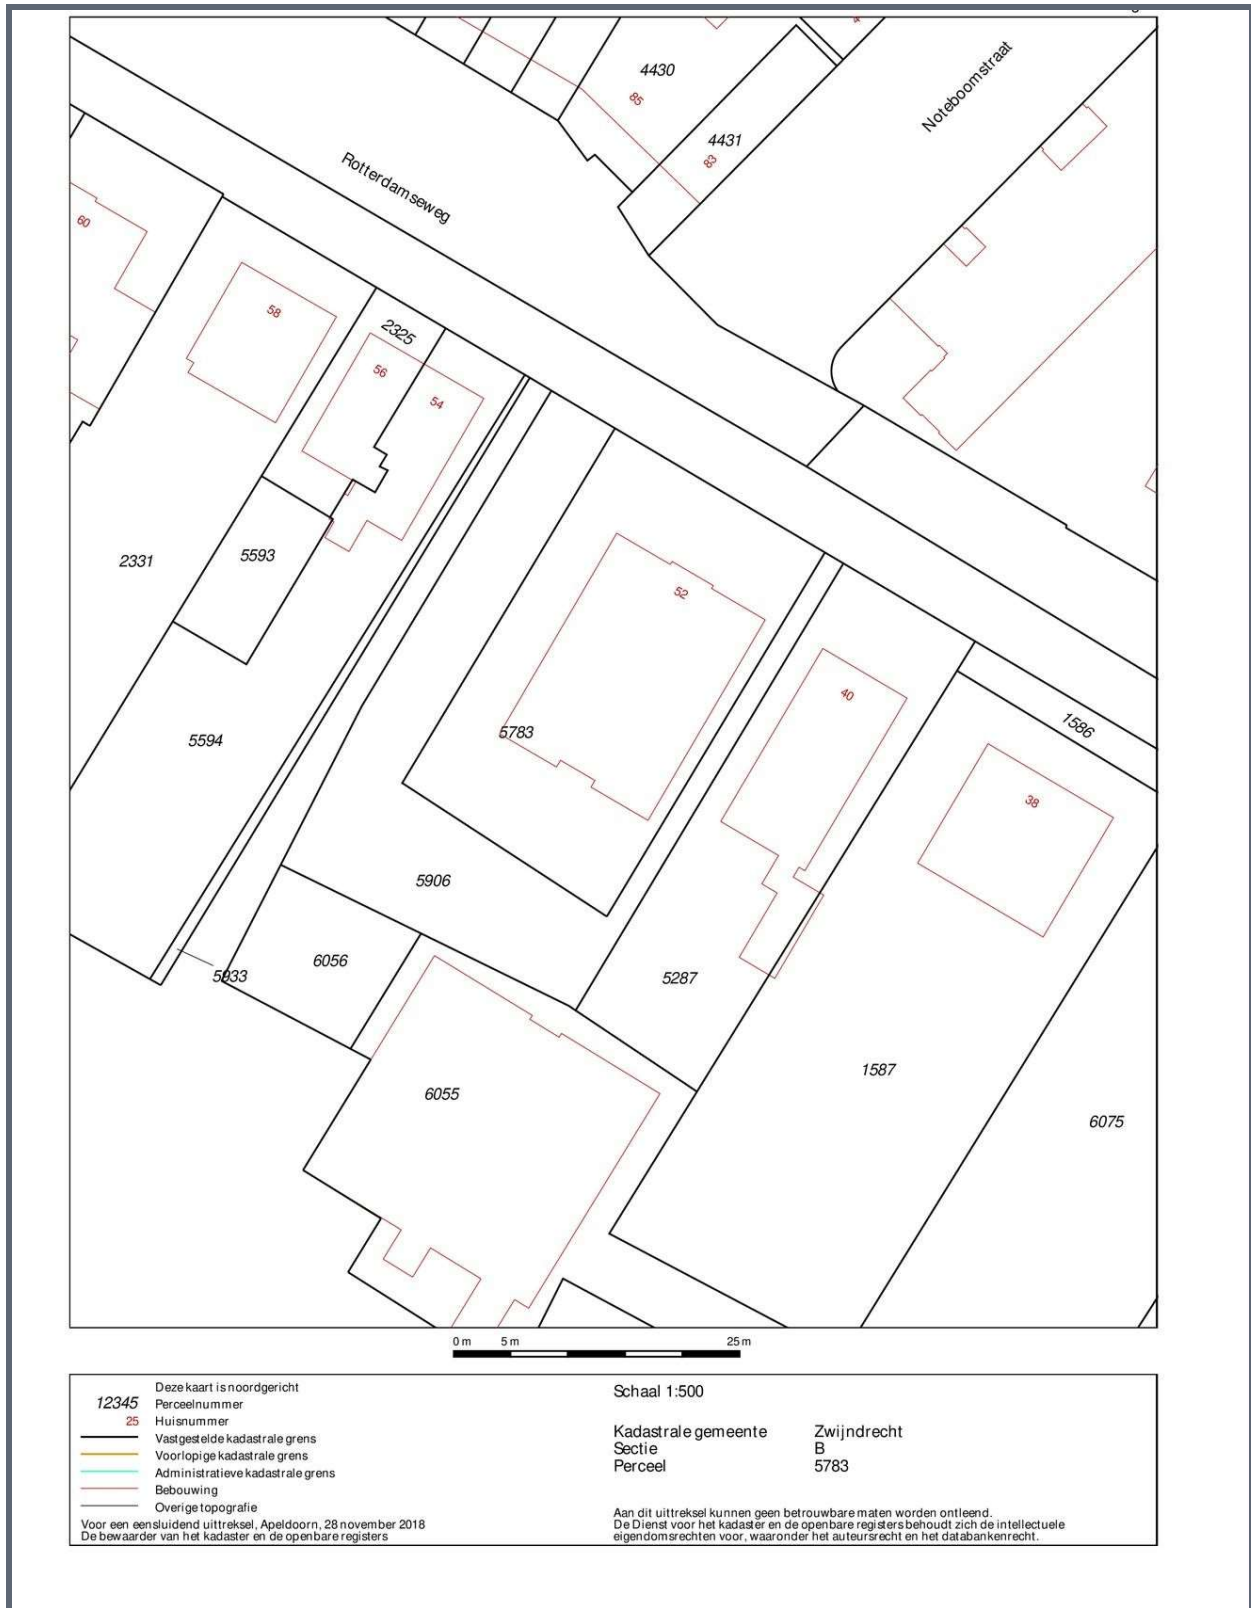 4430
85
Noteboomstraat
4431
83
Rotterdamseweg
60
58
2325
56
54
2331
5593
52
5594
5783
40
1586
38
5906
6056
5933
5287
1587
6055
6075
0 m 5 m 25 m
Deze kaart is noordgericht
12345 Perceelnummer
25 Huisnummer
Vastgestelde kadastrale grens
Voorlopige kadastrale grens
Administratieve kadastrale grens
Bebouwing
Overige topografie
Voor een eensluidend uittreksel, Apeldoorn, 28 november 2018
De bewaarder van het kadaster en de openbare registers
Schaal 1:500
Kadastrale gemeente Zwijndrecht
Sectie B
Perceel 5783
Aan dit uittreksel kunnen geen betrouwbare maten worden ontleend.
De Dienst voor het kadaster en de openbare registers behoudt zich de intellectuele
eigendomsrechten voor, waaronder het auteursrecht en het databankenrecht.